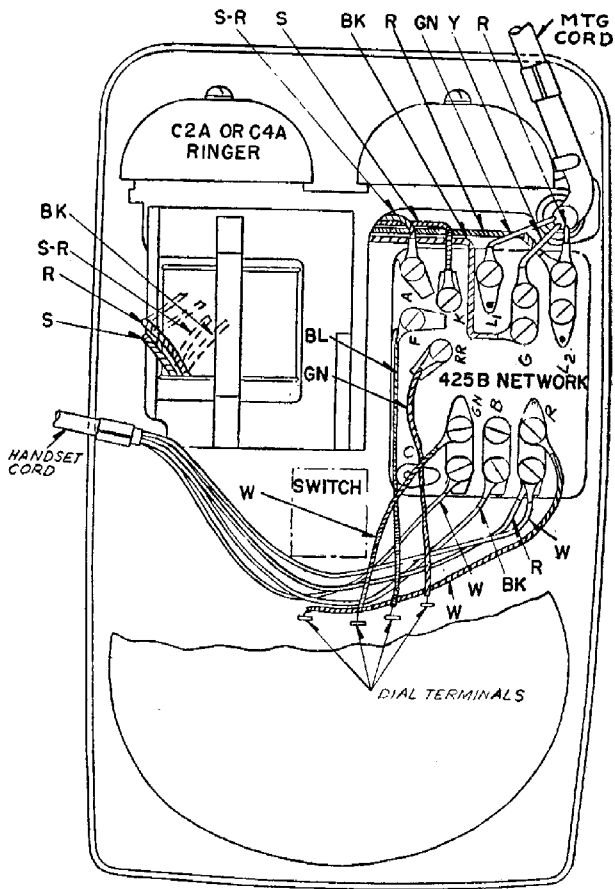 S-R S BK R GN Y R
MTG
CORD
C2A OR C4A
RINGER
BK
S-R
R
S
A
K
L1
G
L2
F
RR
BL
GN
425B NETWORK
GN
B
R
C
HANDSET
CORD
SWITCH
W
W
BK
R
W
W
DIAL TERMINALS